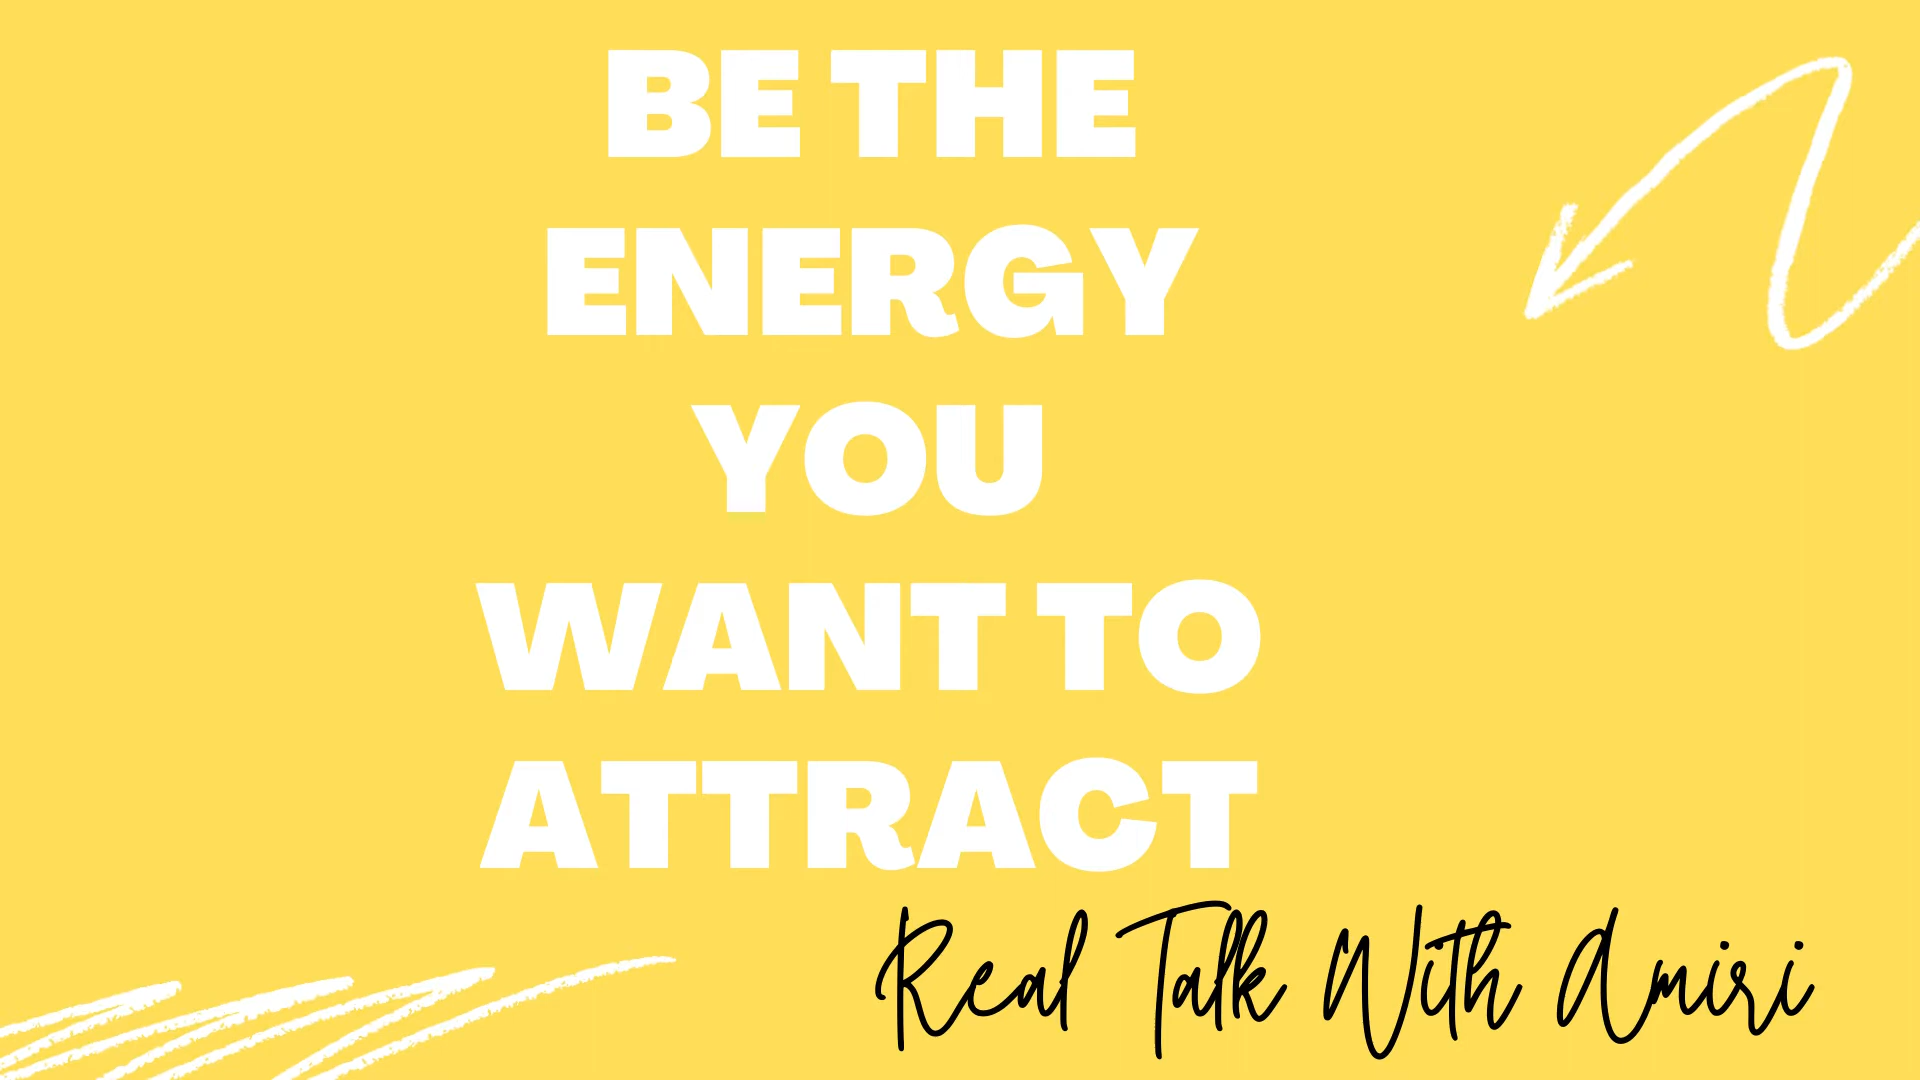 BE THE
ENERGY
YOU
WANT TO
ATTRACT
Real Talk With Amiri